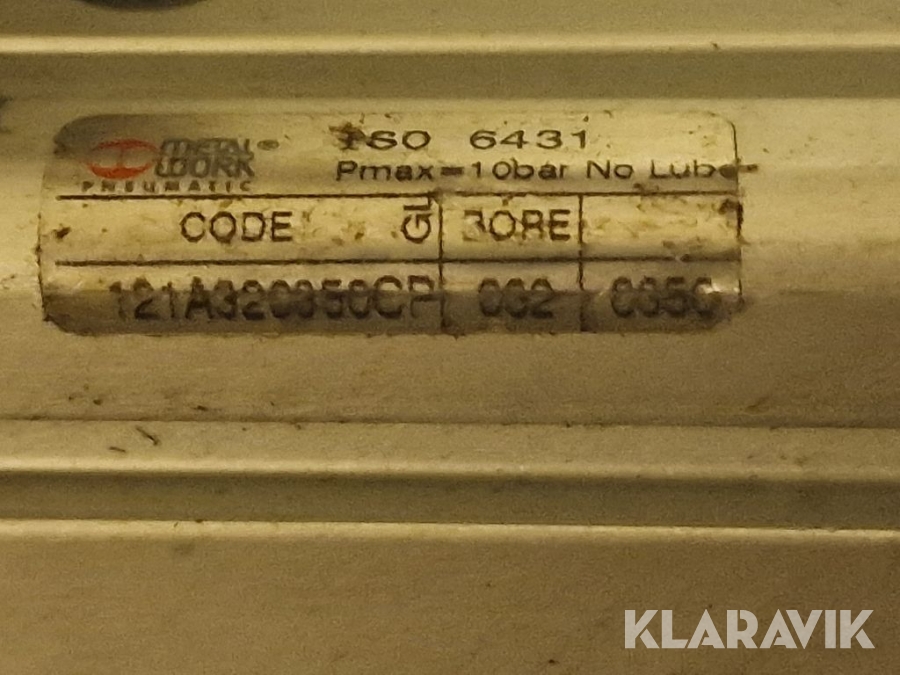 METAL WORK® PNEUMATIC
ISO 6431
Pmax=10bar No Lube
CODE GL BORE
121A320350CP 032 0350
KLARAVIK